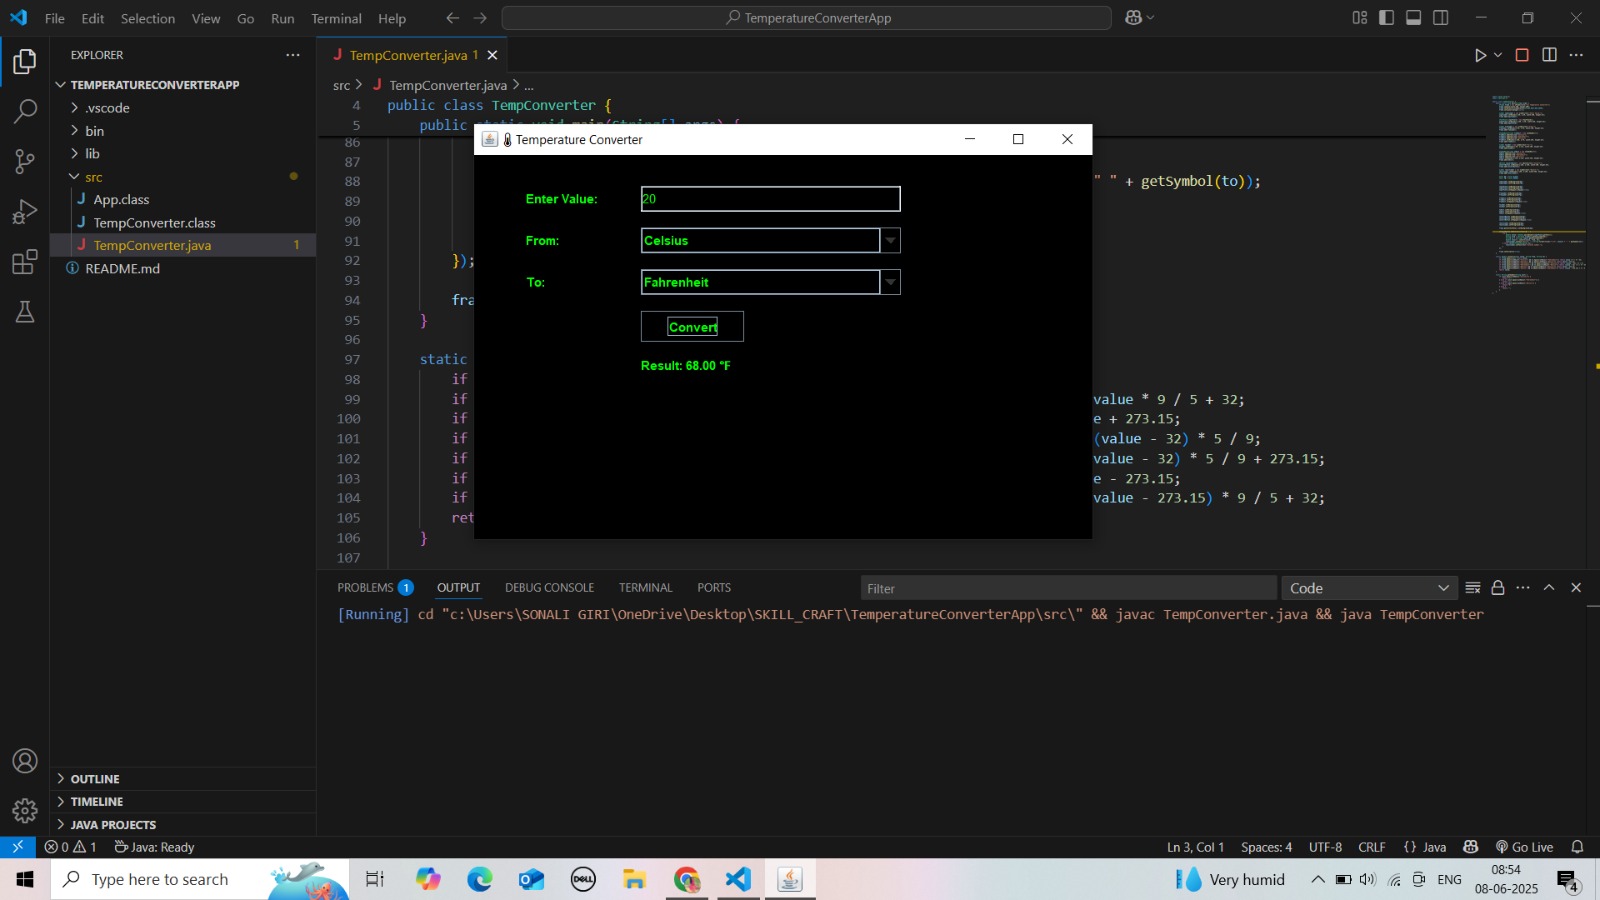 File Edit Selection View Go Run Terminal Help
TemperatureConverterApp
EXPLORER
TEMPERATURECONVERTERAPP
.vscode
bin
lib
src
App.class
TempConverter.class
TempConverter.java 1
README.md
OUTLINE
TIMELINE
JAVA PROJECTS
TempConverter.java 1
src > TempConverter.java > ...
4 public class TempConverter {
5 public static void main(String[] args) {
86
87
88 " " + getSymbol(to));
89
90
91
92 });
93
94 fra
95 }
96
97 static
98 if
99 if value * 9 / 5 + 32;
100 if e + 273.15;
101 if (value - 32) * 5 / 9;
102 if value - 32) * 5 / 9 + 273.15;
103 if e - 273.15;
104 if value - 273.15) * 9 / 5 + 32;
105 ret
106 }
107
Temperature Converter
Enter Value: 20
From: Celsius
To: Fahrenheit
Convert
Result: 68.00 °F
PROBLEMS 1 OUTPUT DEBUG CONSOLE TERMINAL PORTS
Filter
Code
[Running] cd "c:\Users\SONALI GIRI\OneDrive\Desktop\SKILL_CRAFT\TemperatureConverterApp\src\" && javac TempConverter.java && java TempConverter
0 1 Java: Ready
Ln 3, Col 1 Spaces: 4 UTF-8 CRLF {} Java Go Live
Type here to search
DELL
Very humid
ENG
08:54
08-06-2025
4